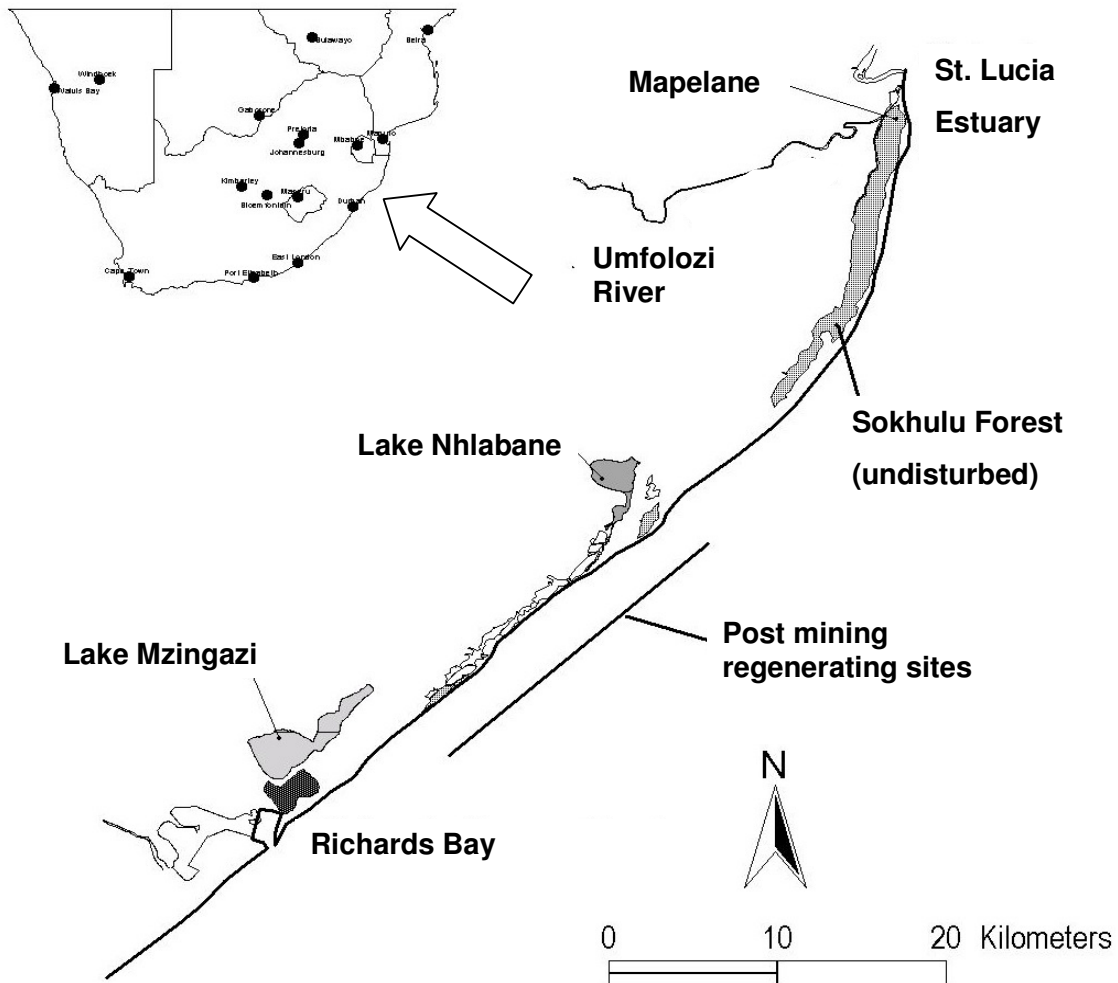 Bulawayo
Beira
Windhoek
Walvis Bay
Gaborone
Pretoria
Johannesburg
Mbabne
Maputo
Kimberley
Bloemfontein
Maseru
Durban
East London
Cape Town
Port Elizabeth
Mapelane
St. Lucia
Estuary
Umfolozi
River
Sokhulu Forest
(undisturbed)
Lake Nhlabane
Post mining
regenerating sites
Lake Mzingazi
Richards Bay
N
0 10 20 Kilometers